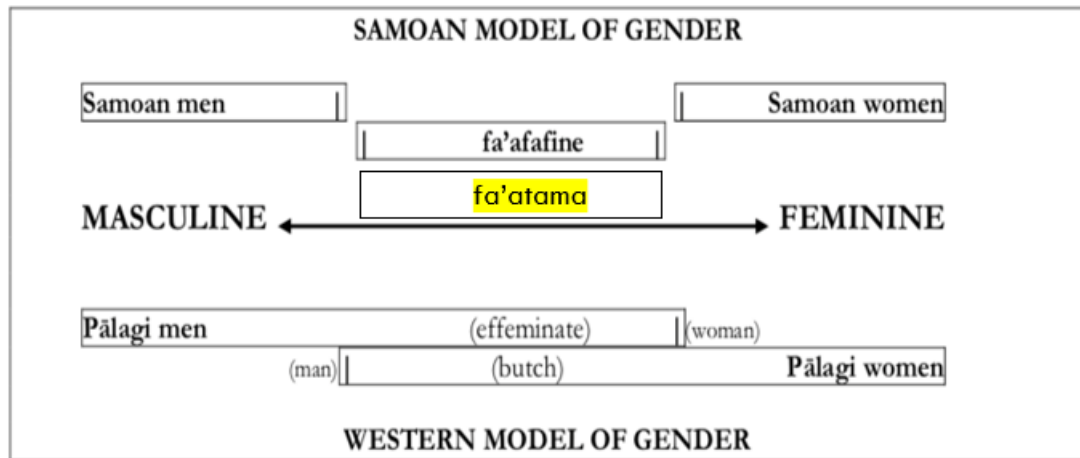 SAMOAN MODEL OF GENDER
Samoan men Samoan women
fa'afafine
fa'atama
MASCULINE FEMININE
Pālagi men (effeminate) (woman)
(man) (butch) Pālagi women
WESTERN MODEL OF GENDER